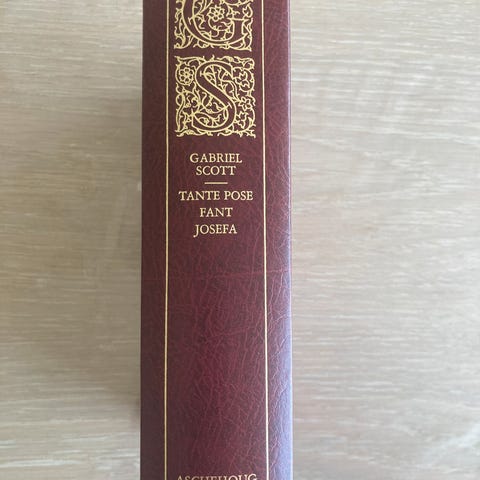 G
S
GABRIEL
SCOTT
TANTE POSE
FANT
JOSEFA
ASCHEHOUG